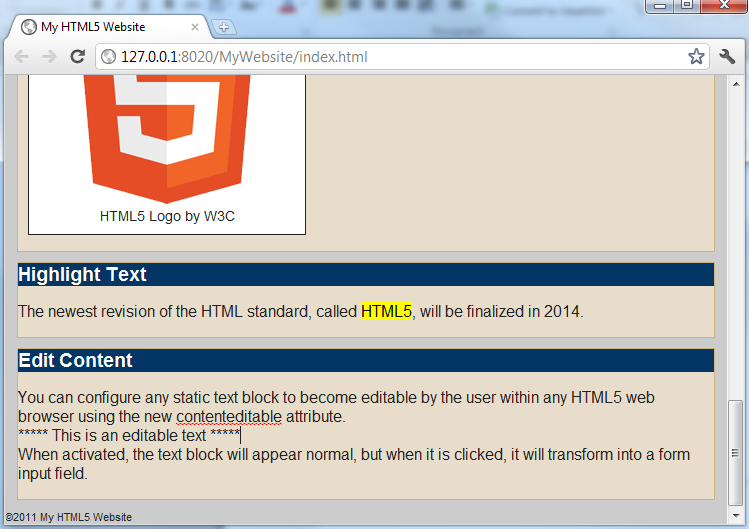 My HTML5 Website
127.0.0.1:8020/MyWebsite/index.html
HTML5 Logo by W3C
Highlight Text
The newest revision of the HTML standard, called HTML5, will be finalized in 2014.
Edit Content
You can configure any static text block to become editable by the user within any HTML5 web
browser using the new contenteditable attribute.
***** This is an editable text *****
When activated, the text block will appear normal, but when it is clicked, it will transform into a form
input field.
©2011 My HTML5 Website